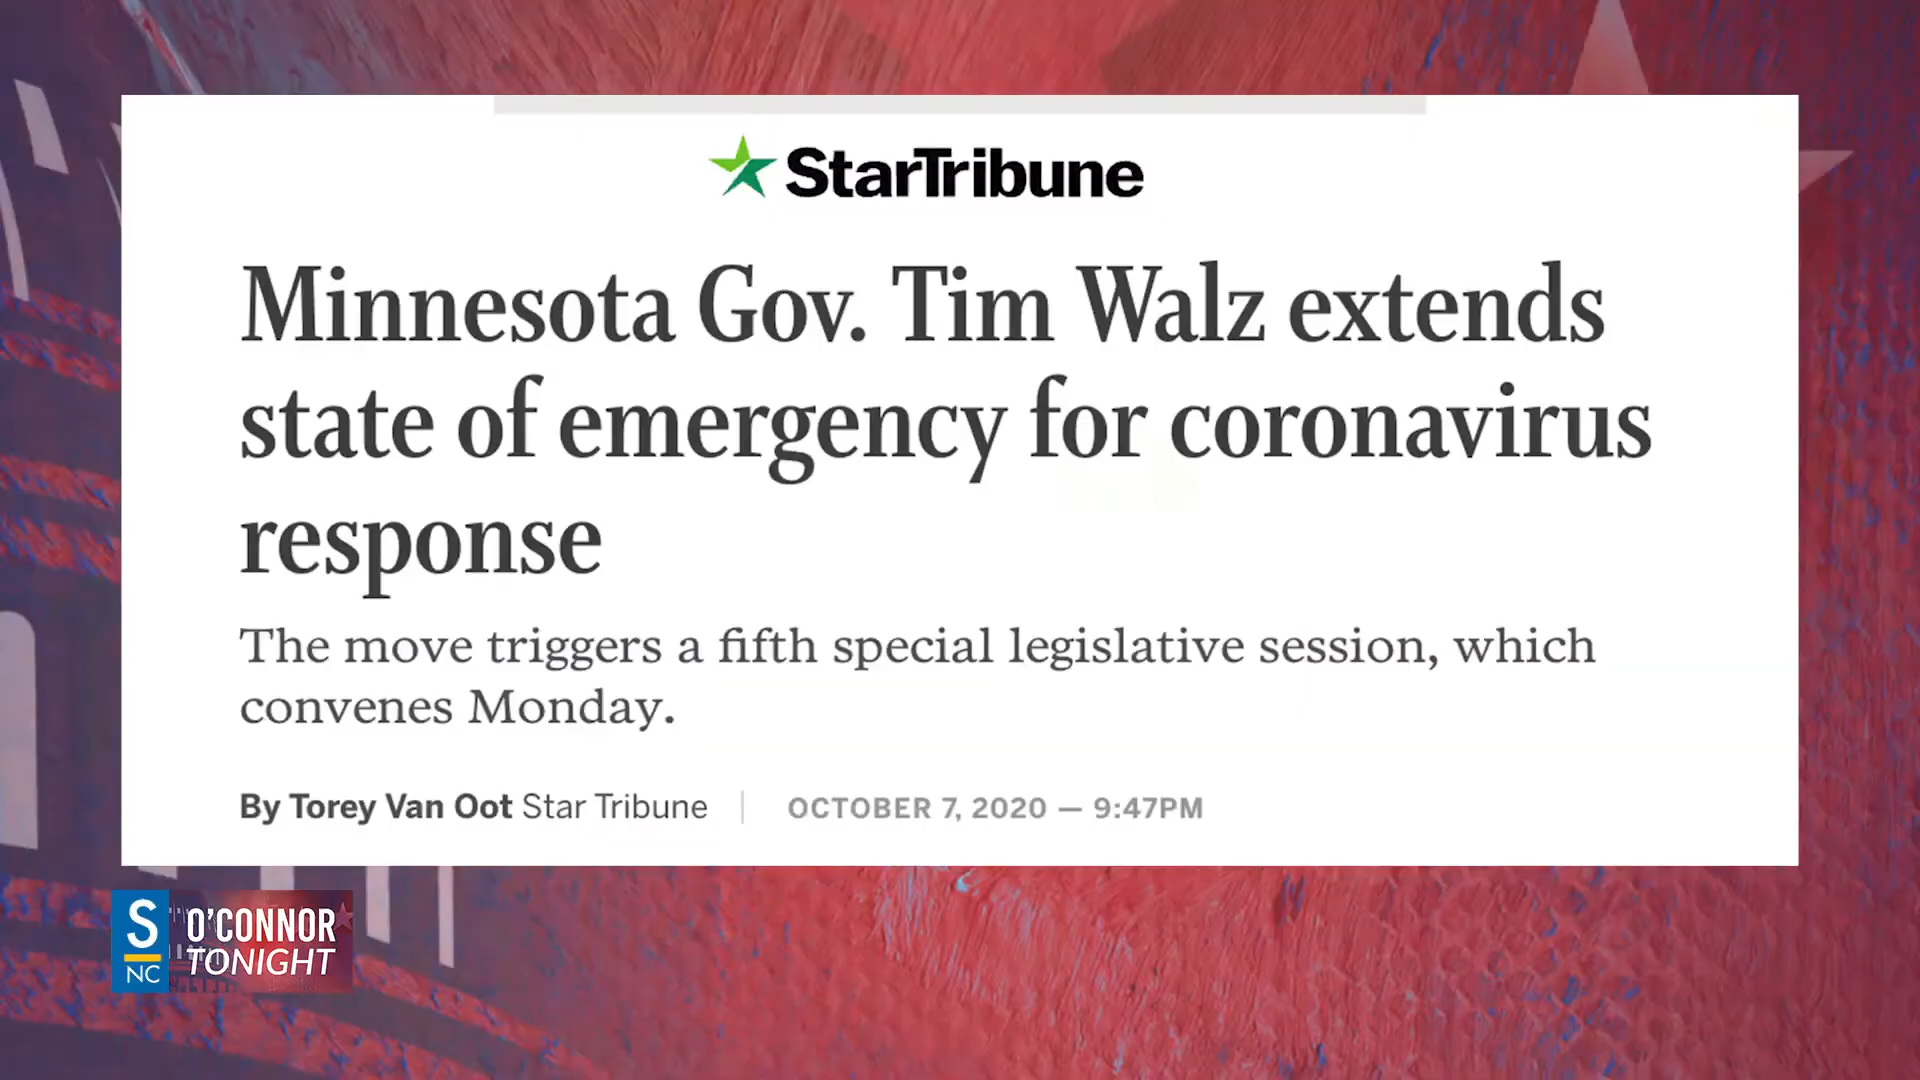 StarTribune
Minnesota Gov. Tim Walz extends
state of emergency for coronavirus
response
The move triggers a fifth special legislative session, which
convenes Monday.
By Torey Van Oot Star Tribune | OCTOBER 7, 2020 — 9:47PM
S
NC
O'CONNOR
TONIGHT